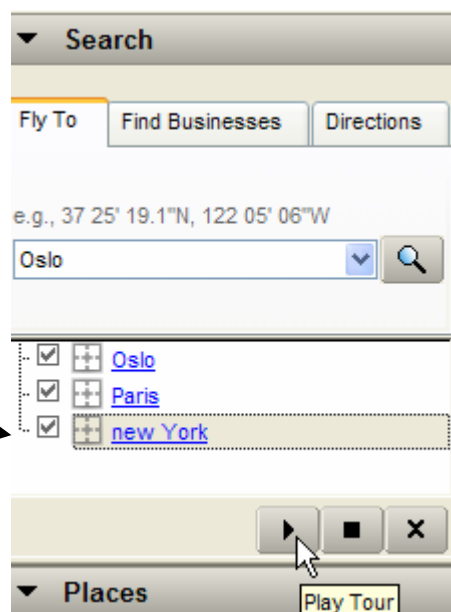 Search
Fly To Find Businesses Directions
e.g., 37 25' 19.1"N, 122 05' 06"W
Oslo
Oslo
Paris
new York
Places
Play Tour